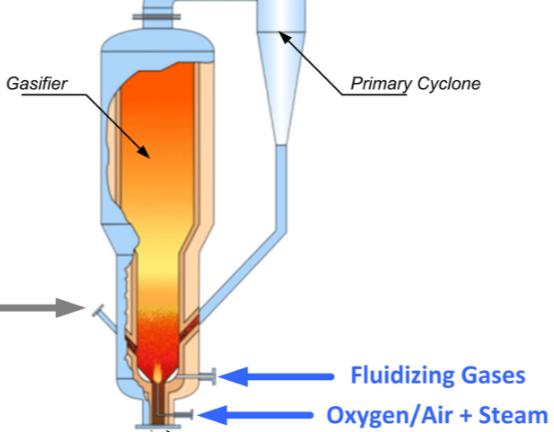 Gasifier
Primary Cyclone
Fluidizing Gases
Oxygen/Air + Steam